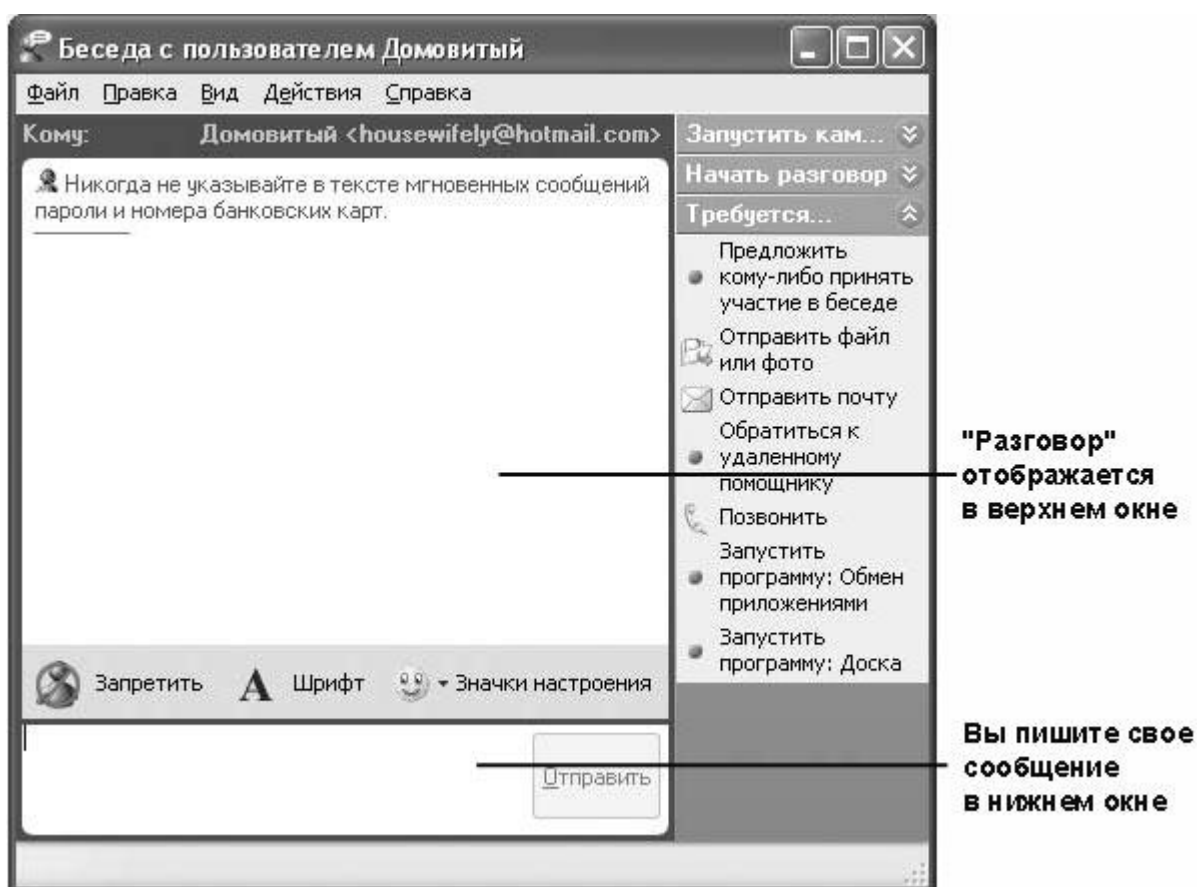 Беседа с пользователем Домовитый
Файл Правка Вид Действия Справка
Кому: Домовитый <housewifely@hotmail.com>
Никогда не указывайте в тексте мгновенных сообщений
пароли и номера банковских карт.
Запустить кам...
Начать разговор
Требуется...
Предложить
кому-либо принять
участие в беседе
Отправить файл
или фото
Отправить почту
Обратиться к
удаленному
помощнику
Позвонить
Запустить
программу: Обмен
приложениями
Запустить
программу: Доска
Запретить А Шрифт Значки настроения
Отправить
"Разговор"
отображается
в верхнем окне
Вы пишите свое
сообщение
в нижнем окне